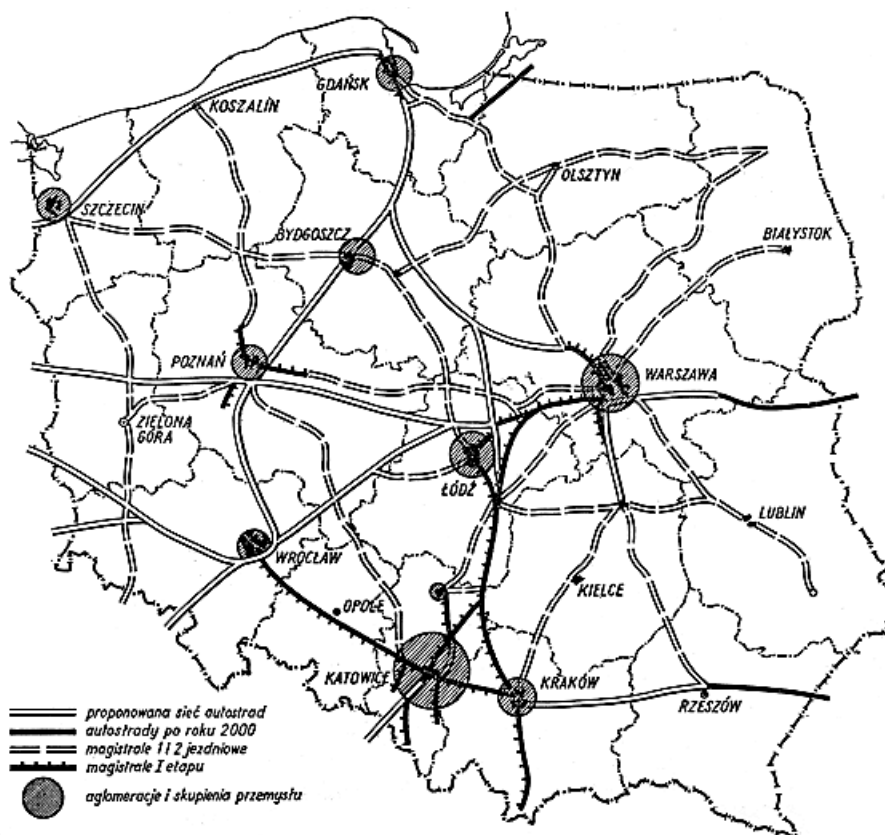 GDAŃSK
KOSZALIN
OLSZTYN
SZCZECIN
BYDGOSZCZ
BIAŁYSTOK
POZNAŃ
WARSZAWA
ZIELONA
GÓRA
ŁÓDŹ
LUBLIN
WROCŁAW
OPOLE
KIELCE
KATOWICE
KRAKÓW
RZESZÓW
proponowana sieć autostrad
autostrady po roku 2000
magistrale 1 i 2 jezdniowe
magistrale I etapu
aglomeracje i skupienia przemysłu